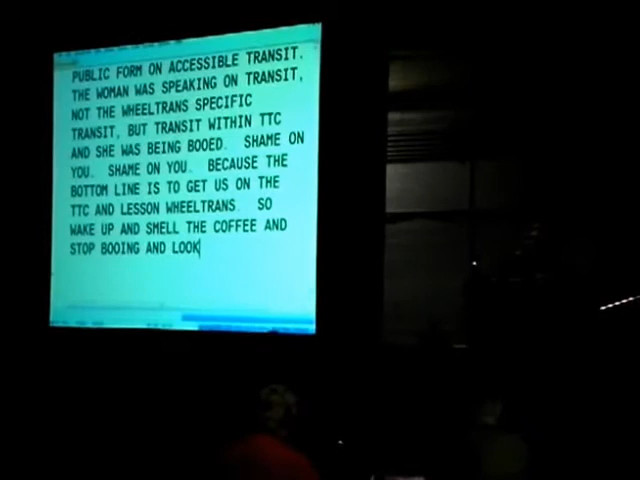 PUBLIC FORM ON ACCESSIBLE TRANSIT.
THE WOMAN WAS SPEAKING ON TRANSIT,
NOT THE WHEELTRANS SPECIFIC
TRANSIT, BUT TRANSIT WITHIN TTC
AND SHE WAS BEING BOOED. SHAME ON
YOU. SHAME ON YOU. BECAUSE THE
BOTTOM LINE IS TO GET US ON THE
TTC AND LESSON WHEELTRANS. SO
WAKE UP AND SMELL THE COFFEE AND
STOP BOOING AND LOOK